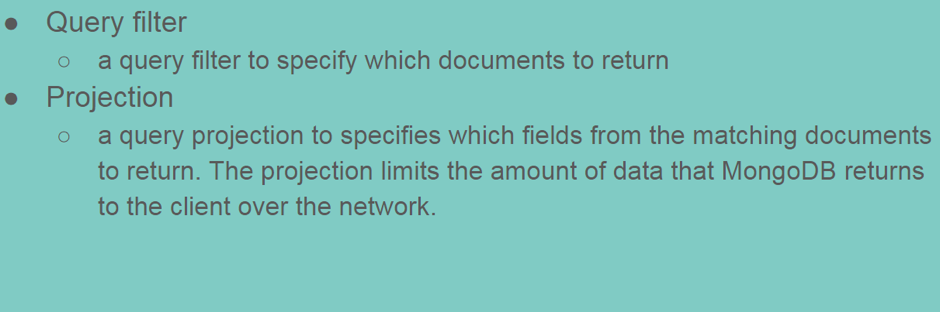 ● Query filter
○ a query filter to specify which documents to return
● Projection
○ a query projection to specifies which fields from the matching documents
to return. The projection limits the amount of data that MongoDB returns
to the client over the network.